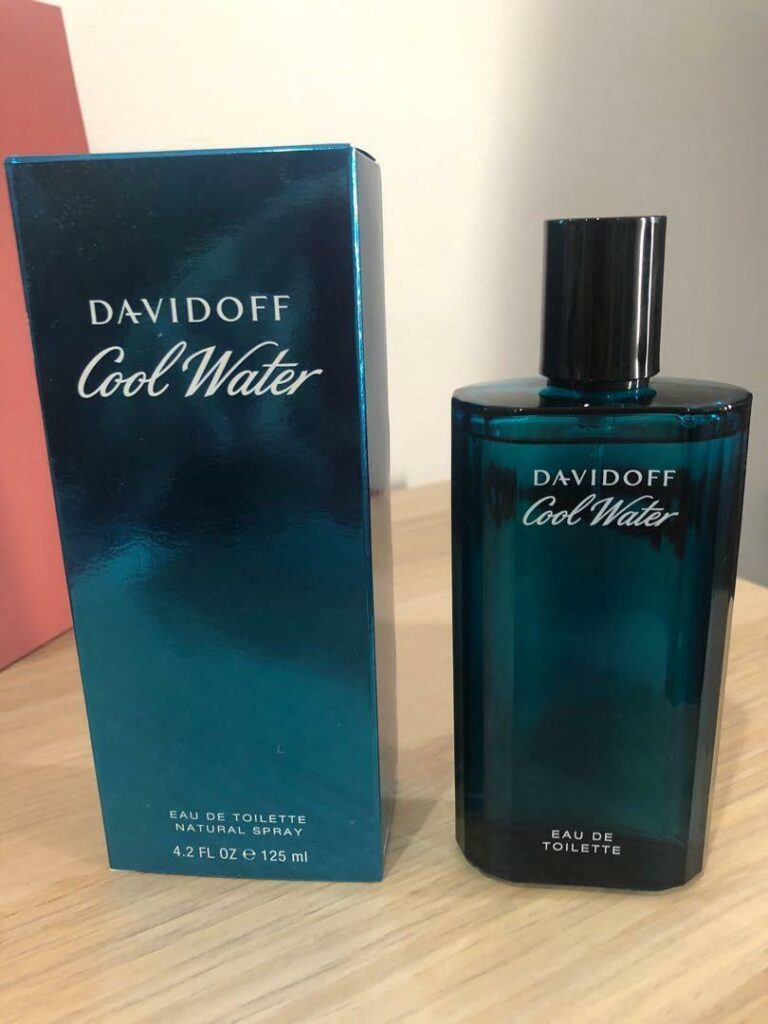 DAVIDOFF
Cool Water
EAU DE TOILETTE
NATURAL SPRAY
4.2 FL OZ ℮ 125 ml
DAVIDOFF
Cool Water
EAU DE
TOILETTE